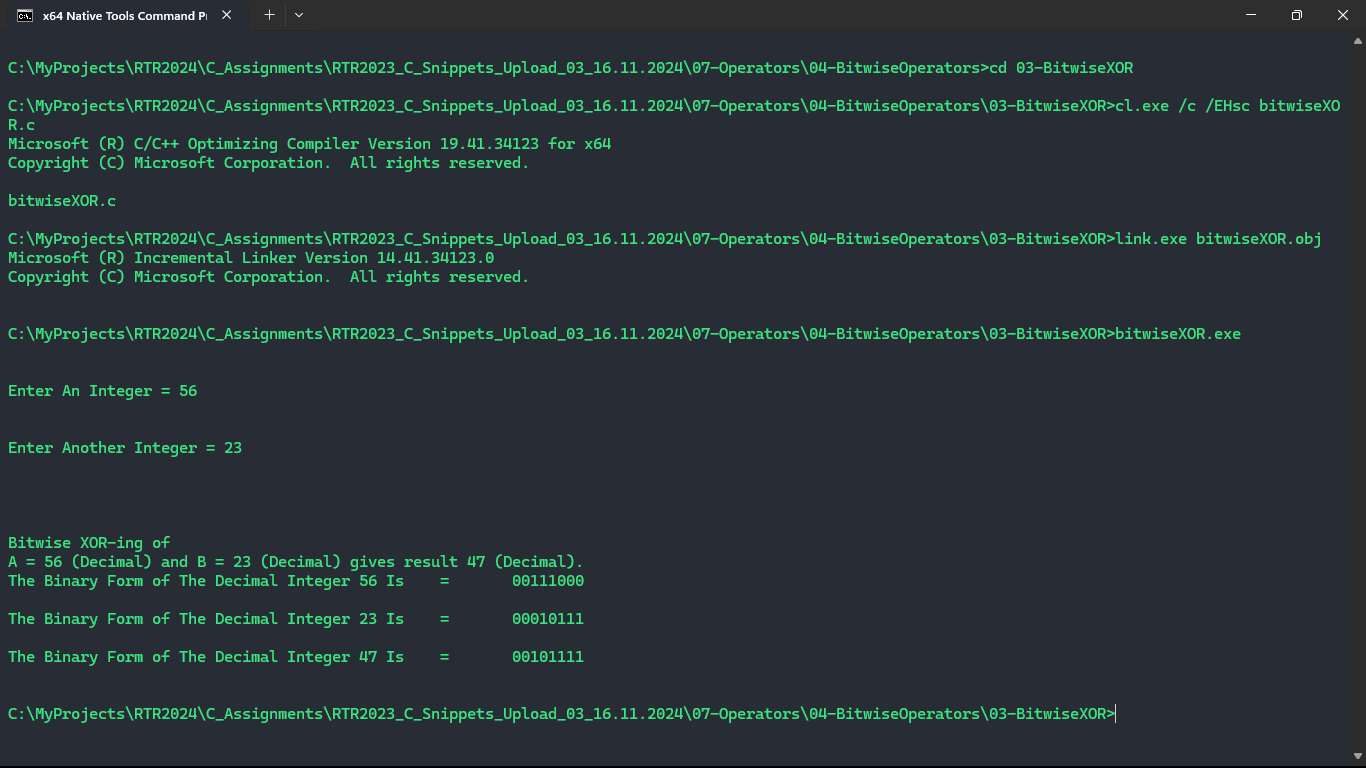 x64 Native Tools Command Pr
C:\MyProjects\RTR2024\C_Assignments\RTR2023_C_Snippets_Upload_03_16.11.2024\07-Operators\04-BitwiseOperators>cd 03-BitwiseXOR
C:\MyProjects\RTR2024\C_Assignments\RTR2023_C_Snippets_Upload_03_16.11.2024\07-Operators\04-BitwiseOperators\03-BitwiseXOR>cl.exe /c /EHsc bitwiseXO
R.c
Microsoft (R) C/C++ Optimizing Compiler Version 19.41.34123 for x64
Copyright (C) Microsoft Corporation.  All rights reserved.
bitwiseXOR.c
C:\MyProjects\RTR2024\C_Assignments\RTR2023_C_Snippets_Upload_03_16.11.2024\07-Operators\04-BitwiseOperators\03-BitwiseXOR>link.exe bitwiseXOR.obj
Microsoft (R) Incremental Linker Version 14.41.34123.0
Copyright (C) Microsoft Corporation.  All rights reserved.
C:\MyProjects\RTR2024\C_Assignments\RTR2023_C_Snippets_Upload_03_16.11.2024\07-Operators\04-BitwiseOperators\03-BitwiseXOR>bitwiseXOR.exe
Enter An Integer = 56
Enter Another Integer = 23
Bitwise XOR-ing of
A = 56 (Decimal) and B = 23 (Decimal) gives result 47 (Decimal).
The Binary Form of The Decimal Integer 56 Is    =       00111000
The Binary Form of The Decimal Integer 23 Is    =       00010111
The Binary Form of The Decimal Integer 47 Is    =       00101111
C:\MyProjects\RTR2024\C_Assignments\RTR2023_C_Snippets_Upload_03_16.11.2024\07-Operators\04-BitwiseOperators\03-BitwiseXOR>